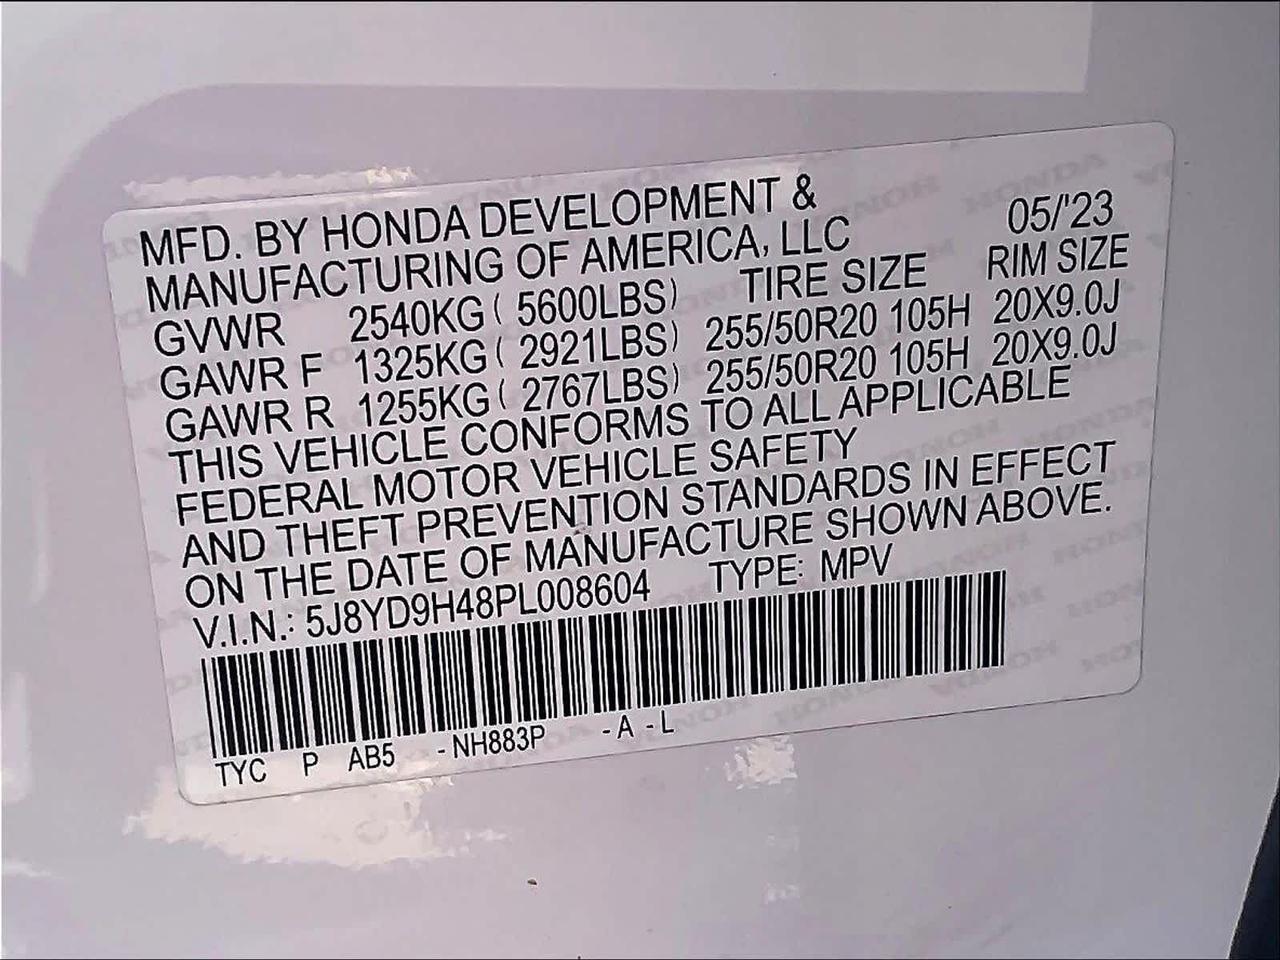 MFD. BY HONDA DEVELOPMENT &
MANUFACTURING OF AMERICA, LLC 05/'23
GVWR 2540KG ( 5600LBS) TIRE SIZE RIM SIZE
GAWR F 1325KG ( 2921LBS) 255/50R20 105H 20X9.0J
GAWR R 1255KG ( 2767LBS) 255/50R20 105H 20X9.0J
THIS VEHICLE CONFORMS TO ALL APPLICABLE
FEDERAL MOTOR VEHICLE SAFETY
AND THEFT PREVENTION STANDARDS IN EFFECT
ON THE DATE OF MANUFACTURE SHOWN ABOVE.
V.I.N.: 5J8YD9H48PL008604 TYPE: MPV
TYC P AB5 - NH883P - A - L